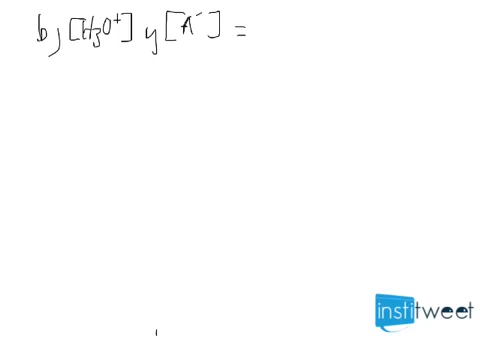 b) [H₃O⁺] y [A⁻] =
institweet